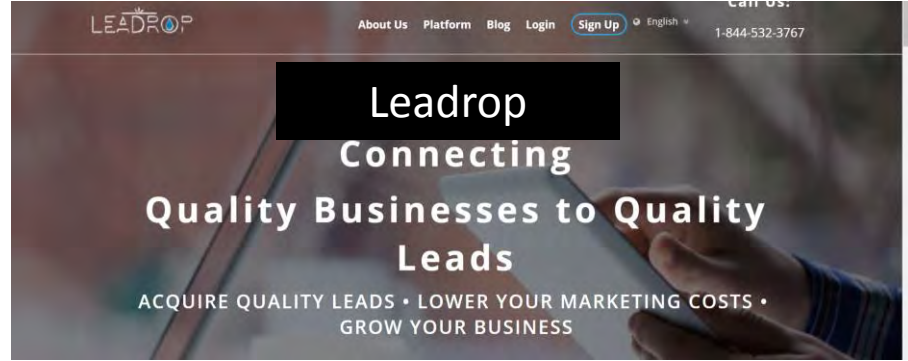 LEADROP
About Us Platform Blog Login Sign Up English
Call Us!
1-844-532-3767
Leadrop
Connecting
Quality Businesses to Quality
Leads
ACQUIRE QUALITY LEADS • LOWER YOUR MARKETING COSTS •
GROW YOUR BUSINESS